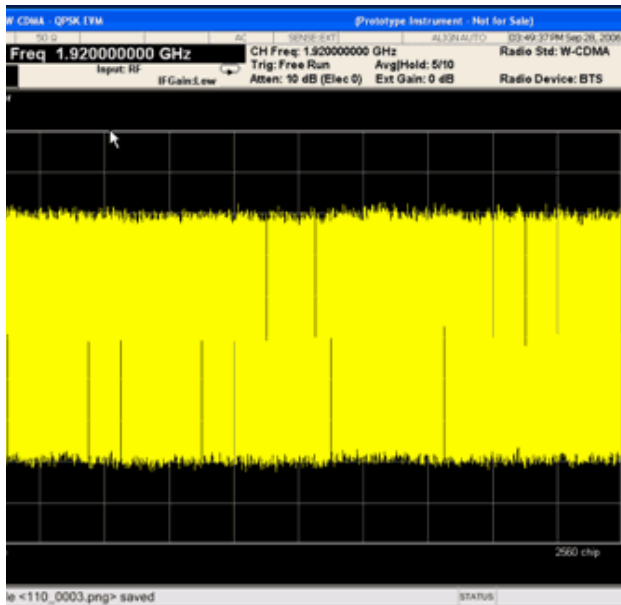 W-CDMA - QPSK EVM (Prototype Instrument - Not for Sale)
50 Ω AC SENSE:EXT ALIGN AUTO 03:49:37 PM Sep 28, 2006
Freq 1.920000000 GHz CH Freq: 1.920000000 GHz Radio Std: W-CDMA
Input: RF Trig: Free Run Avg|Hold: 6/10
IFGain:Low Atten: 10 dB (Elec 0) Ext Gain: 0 dB Radio Device: BTS
2560 chip
le <110_0003.png> saved STATUS